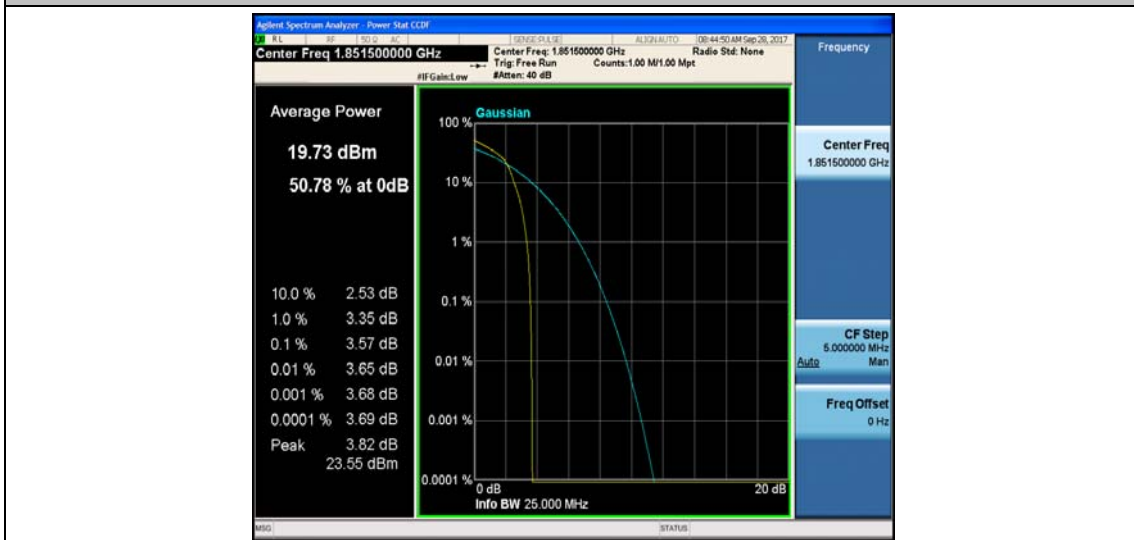 Agilent Spectrum Analyzer - Power Stat CCDF
RL RF 50 Ω AC SENSE:PULSE ALIGN AUTO 08:44:50 AM Sep 28, 2017
Center Freq 1.851500000 GHz
Center Freq: 1.851500000 GHz Radio Std: None
Trig: Free Run Counts:1.00 M/1.00 Mpt
#IFGain:Low #Atten: 40 dB
Frequency
Average Power
19.73 dBm
50.78 % at 0dB
10.0 % 2.53 dB
1.0 % 3.35 dB
0.1 % 3.57 dB
0.01 % 3.65 dB
0.001 % 3.68 dB
0.0001 % 3.69 dB
Peak 3.82 dB
23.55 dBm
Gaussian
100 %
10 %
1 %
0.1 %
0.01 %
0.001 %
0.0001 %
0 dB 20 dB
Info BW 25.000 MHz
Center Freq
1.851500000 GHz
CF Step
5.000000 MHz
Auto Man
Freq Offset
0 Hz
MSG STATUS